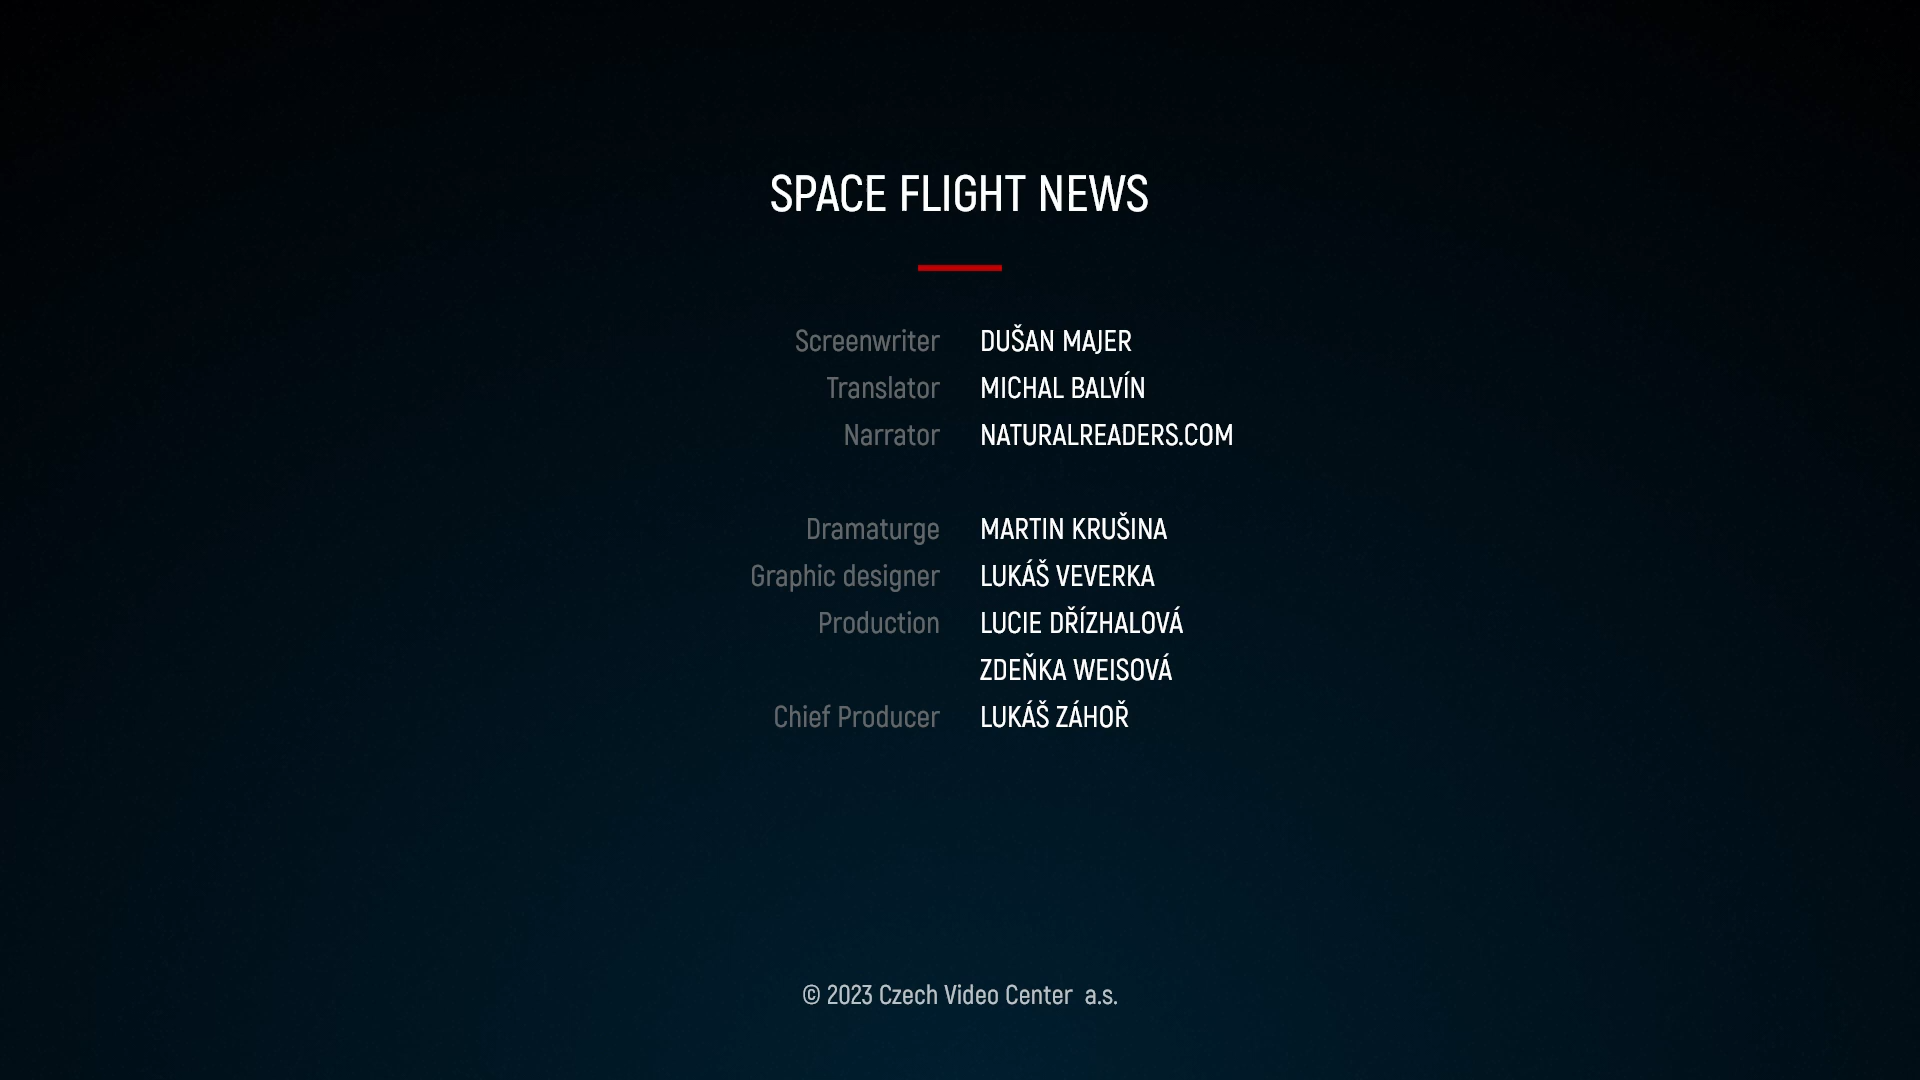 SPACE FLIGHT NEWS
Screenwriter DUŠAN MAJER
Translator MICHAL BALVÍN
Narrator NATURALREADERS.COM
Dramaturge MARTIN KRUŠINA
Graphic designer LUKÁŠ VEVERKA
Production LUCIE DŘÍZHALOVÁ
ZDEŇKA WEISOVÁ
Chief Producer LUKÁŠ ZÁHOŘ
© 2023 Czech Video Center a.s.